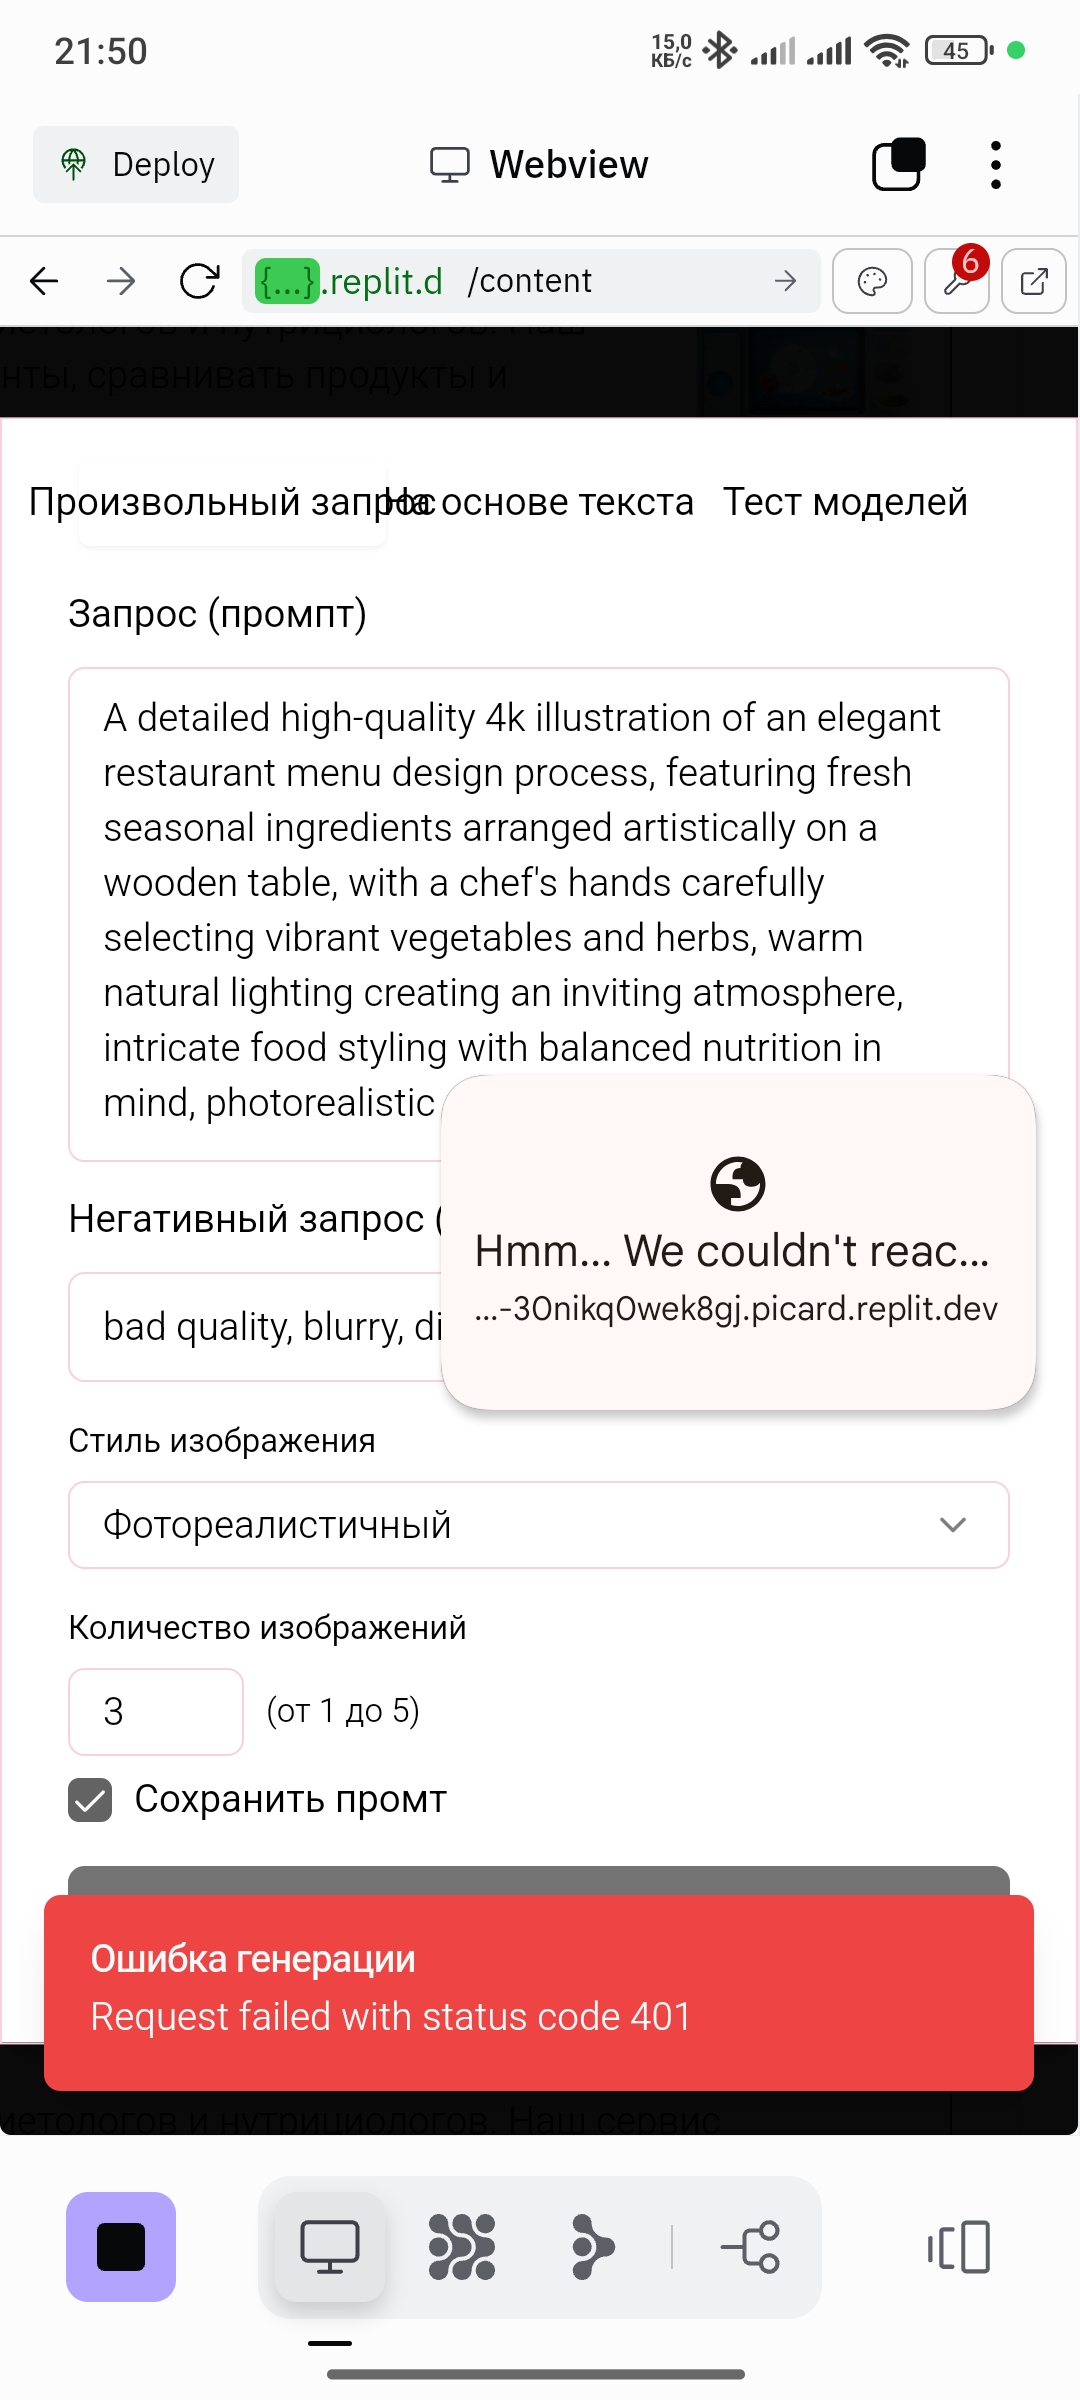 21:50
15,0
КБ/с
45
Deploy
Webview
{...}.replit.d /content
6
нты, сравнивать продукты и
Произвольный запрос
На основе текста
Тест моделей
Запрос (промпт)
A detailed high-quality 4k illustration of an elegant
restaurant menu design process, featuring fresh
seasonal ingredients arranged artistically on a
wooden table, with a chef's hands carefully
selecting vibrant vegetables and herbs, warm
natural lighting creating an inviting atmosphere,
intricate food styling with balanced nutrition in
mind, photorealistic
Hmm... We couldn't reac...
...-30nikq0wek8gj.picard.replit.dev
Негативный запрос (
bad quality, blurry, di
Стиль изображения
Фотореалистичный
Количество изображений
3
(от 1 до 5)
Сохранить промт
Ошибка генерации
Request failed with status code 401
иетологов и нутрициологов. Наш сервис